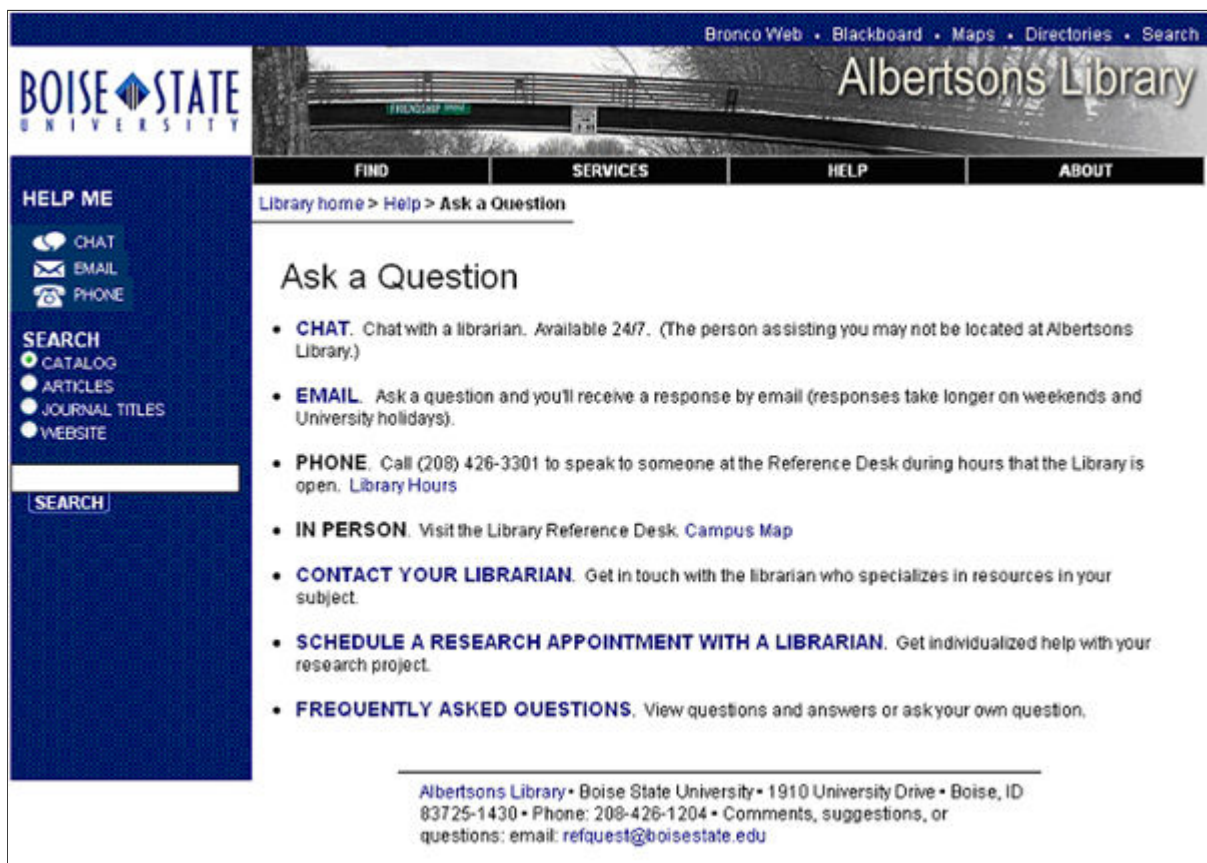 Bronco Web • Blackboard • Maps • Directories • Search
BOISE STATE
UNIVERSITY
FRIENDSHIP
Albertsons Library
FIND SERVICES HELP ABOUT
HELP ME
CHAT
EMAIL
PHONE
SEARCH
CATALOG
ARTICLES
JOURNAL TITLES
WEBSITE
SEARCH
Library home > Help > Ask a Question
Ask a Question
• CHAT. Chat with a librarian. Available 24/7. (The person assisting you may not be located at Albertsons
Library.)
• EMAIL. Ask a question and you'll receive a response by email (responses take longer on weekends and
University holidays).
• PHONE. Call (208) 426-3301 to speak to someone at the Reference Desk during hours that the Library is
open. Library Hours
• IN PERSON. Visit the Library Reference Desk. Campus Map
• CONTACT YOUR LIBRARIAN. Get in touch with the librarian who specializes in resources in your
subject.
• SCHEDULE A RESEARCH APPOINTMENT WITH A LIBRARIAN. Get individualized help with your
research project.
• FREQUENTLY ASKED QUESTIONS. View questions and answers or ask your own question.
Albertsons Library • Boise State University • 1910 University Drive • Boise, ID
83725-1430 • Phone: 208-426-1204 • Comments, suggestions, or
questions: email: refquest@boisestate.edu